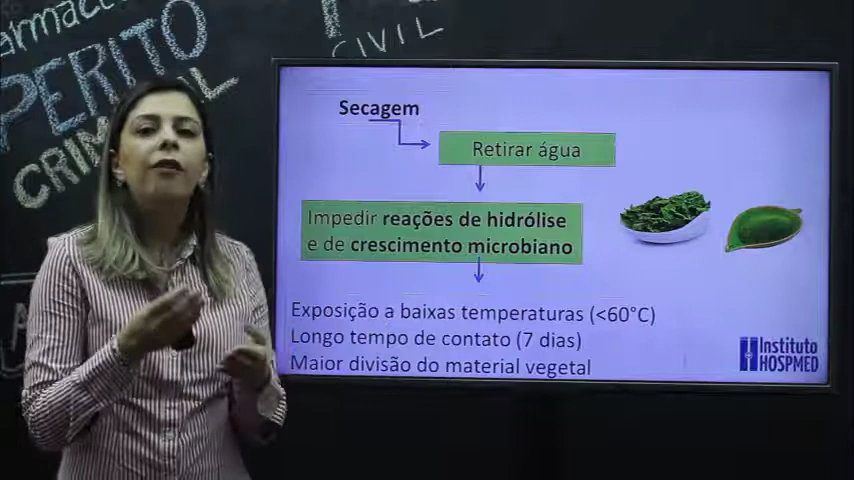 armac
PERITO
CRIMINAL
P
CIVIL
Secagem
Retirar água
Impedir reações de hidrólise
e de crescimento microbiano
Exposição a baixas temperaturas (<60°C)
Longo tempo de contato (7 dias)
Maior divisão do material vegetal
Instituto
HOSPMED